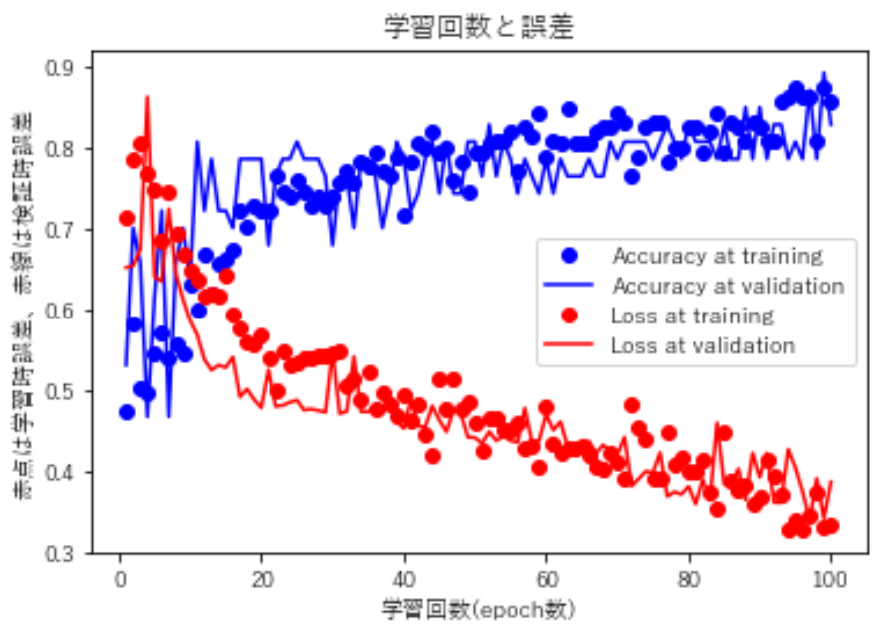 学習回数と誤差
赤点は学習時誤差、赤線は検証時誤差
0.9
0.8
0.7
0.6
0.5
0.4
0.3
Accuracy at training
Accuracy at validation
Loss at training
Loss at validation
0 20 40 60 80 100
学習回数(epoch数)